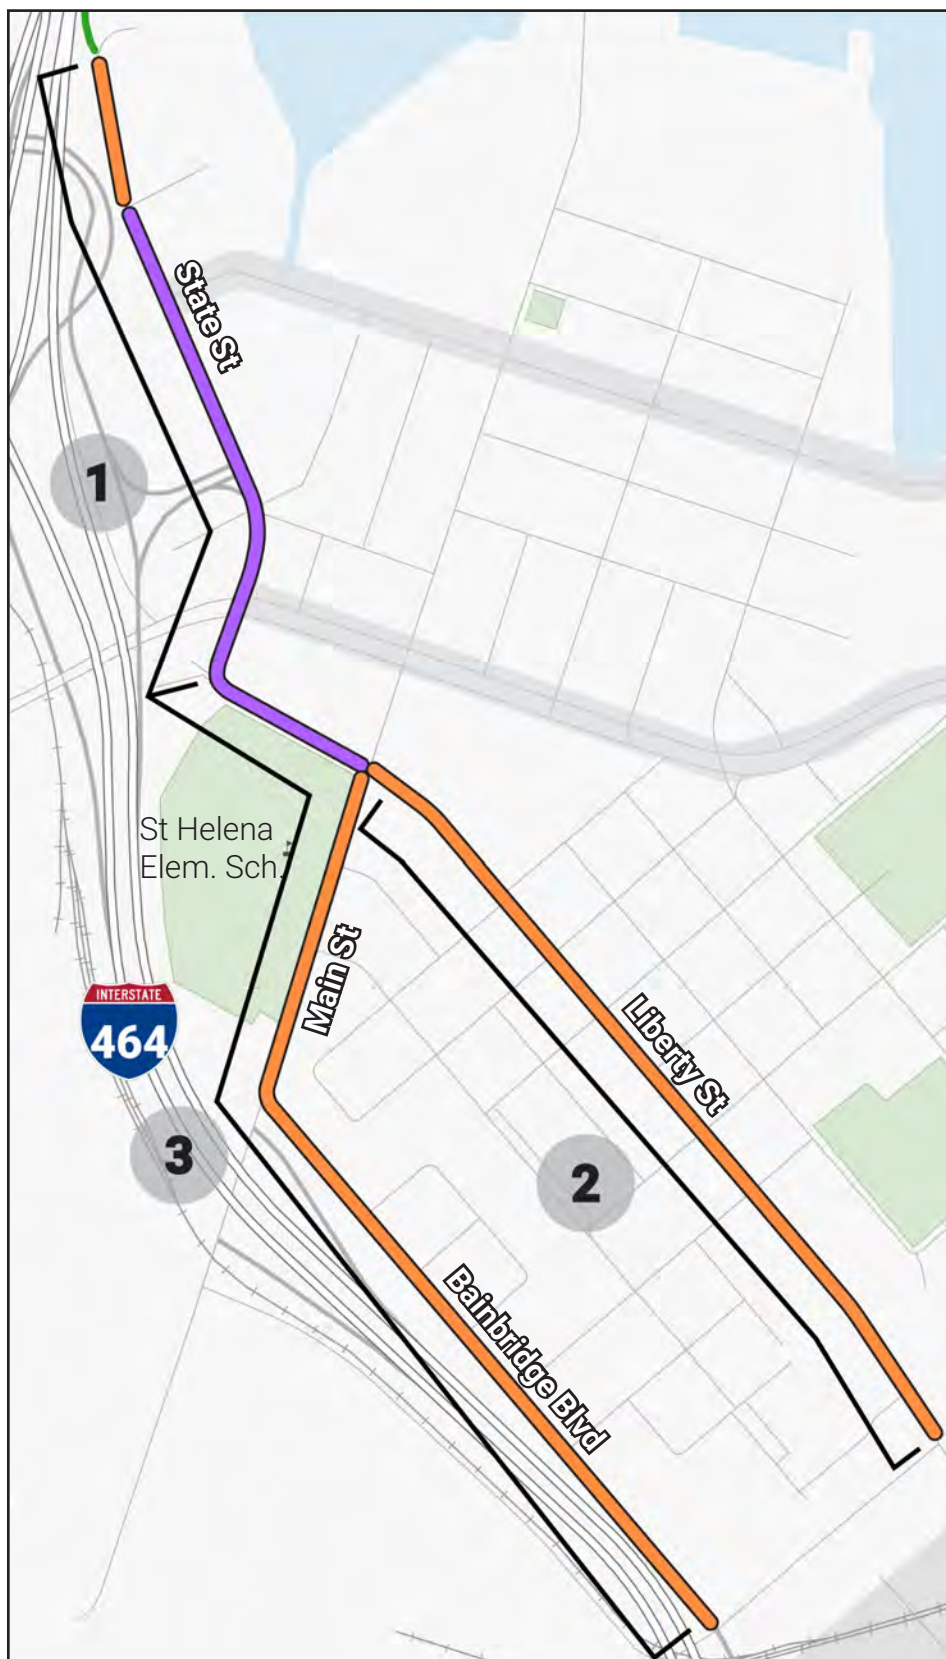 State St
1
St Helena
Elem. Sch.
Main St
INTERSTATE
464
Liberty St
3
2
Bainbridge Blvd